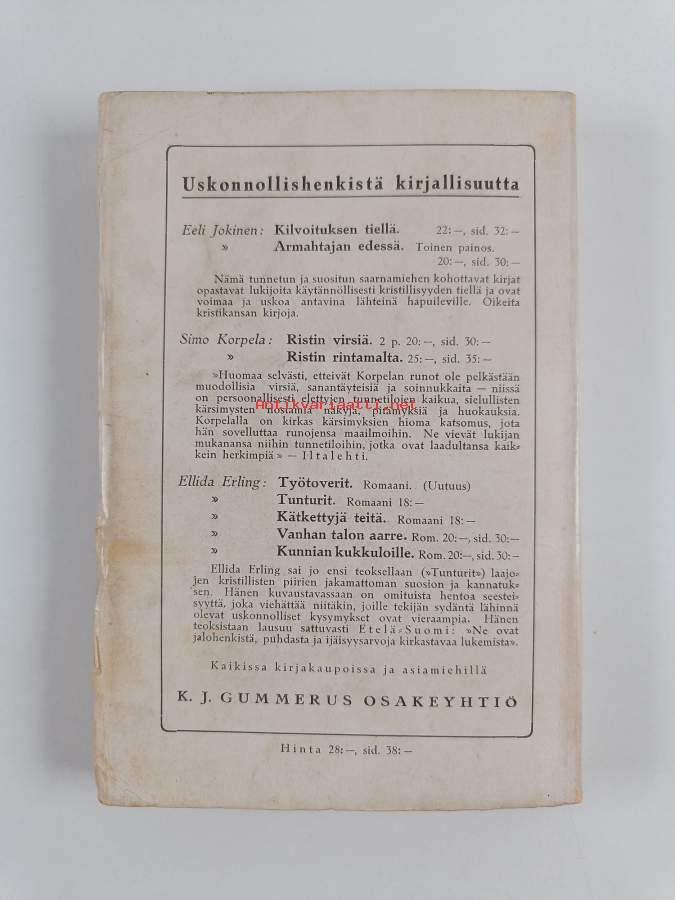 Uskonnollishenkistä kirjallisuutta
Eeli Jokinen: Kilvoituksen tiellä. 22:—, sid. 32:—
» Armahtajan edessä. Toinen painos.
20:—, sid. 30:—
Nämä tunnetun ja suositun saarnamiehen kohottavat kirjat
opastavat lukijoita käytännöllisesti kristillisyyden tiellä ja ovat
voimaa ja uskoa antavina lähteinä hapuileville. Oikeita
kristikansan kirjoja.
Simo Korpela: Ristin virsiä. 2 p. 20:—, sid. 30:—
» Ristin rintamalta. 25:—, sid. 35:—
»Huomaa selvästi, etteivät Korpelan runot ole pelkästään
muodollisia virsiä, sanantäyteisiä ja soinnukkaita — niissä
on persoonallisesti elettyjen tunnetilojen kaikua, sielullisten
kärsimysten nostamia näkyjä, pitämyksiä ja huokauksia.
antikvariaatti.net
Korpelalla on kirkas kärsimyksien hioma katsomus, jota
hän sovelluttaa runojensa maailmoihin. Ne vievät lukijan
mukanansa niihin tunnetiloihin, jotka ovat laadultansa kaik-
kein herkimpiä» — Iltalehti.
Ellida Erling: Työtoverit. Romaani. (Uutuus)
» Tunturit. Romaani 18:—
» Kätkettyjä teitä. Romaani 18:—
» Vanhan talon aarre. Rom. 20:—, sid. 30:—
» Kunnian kukkuloille. Rom. 20:—, sid. 30:—
Ellida Erling sai jo ensi teoksellaan (»Tunturit») laajo-
jen kristillisten piirien jakamattoman suosion ja kannatuk-
sen. Hänen kuvaustavassaan on omituista hentoa seestei-
syyttä, joka viehättää niitäkin, joille tekijän sydäntä lähinnä
olevat uskonnolliset kysymykset ovat vieraampia. Hänen
teoksistaan lausuu sattuvasti Etelä-Suomi: »Ne ovat
jalohenkistä, puhdasta ja ijäisyysarvoja kirkastavaa lukemista».
Kaikissa kirjakaupoissa ja asiamiehillä
K. J. GUMMERUS OSAKEYHTIÖ
Hinta 28:—, sid. 38:—